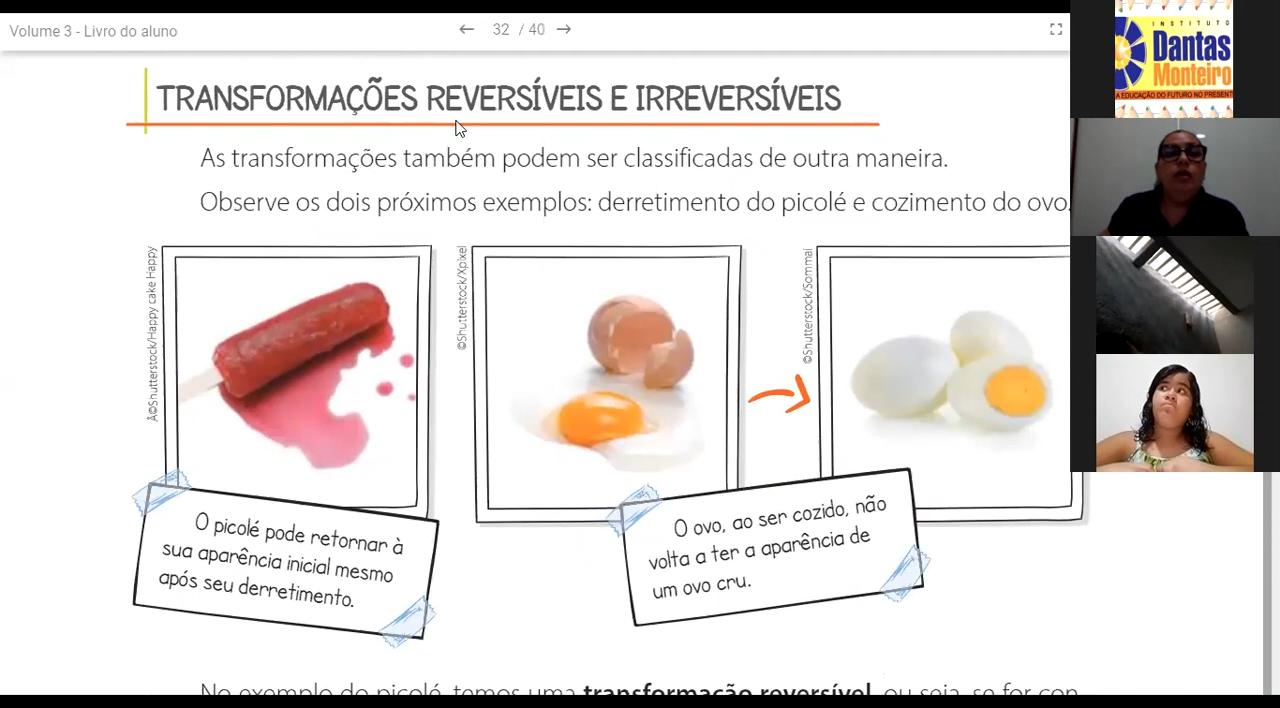 Volume 3 - Livro do aluno
32 / 40
INSTITUTO
Dantas
Monteiro
A EDUCAÇÃO DO FUTURO NO PRESENT
TRANSFORMAÇÕES REVERSÍVEIS E IRREVERSÍVEIS
As transformações também podem ser classificadas de outra maneira.
Observe os dois próximos exemplos: derretimento do picolé e cozimento do ovo.
Â©Shutterstock/Happy cake Happy
©Shutterstock/Xpixel
©Shutterstock/Sommai
O picolé pode retornar à
sua aparência inicial mesmo
após seu derretimento.
O ovo, ao ser cozido, não
volta a ter a aparência de
um ovo cru.
No exemplo do picolé, temos uma transformação reversível, ou seja, se for con